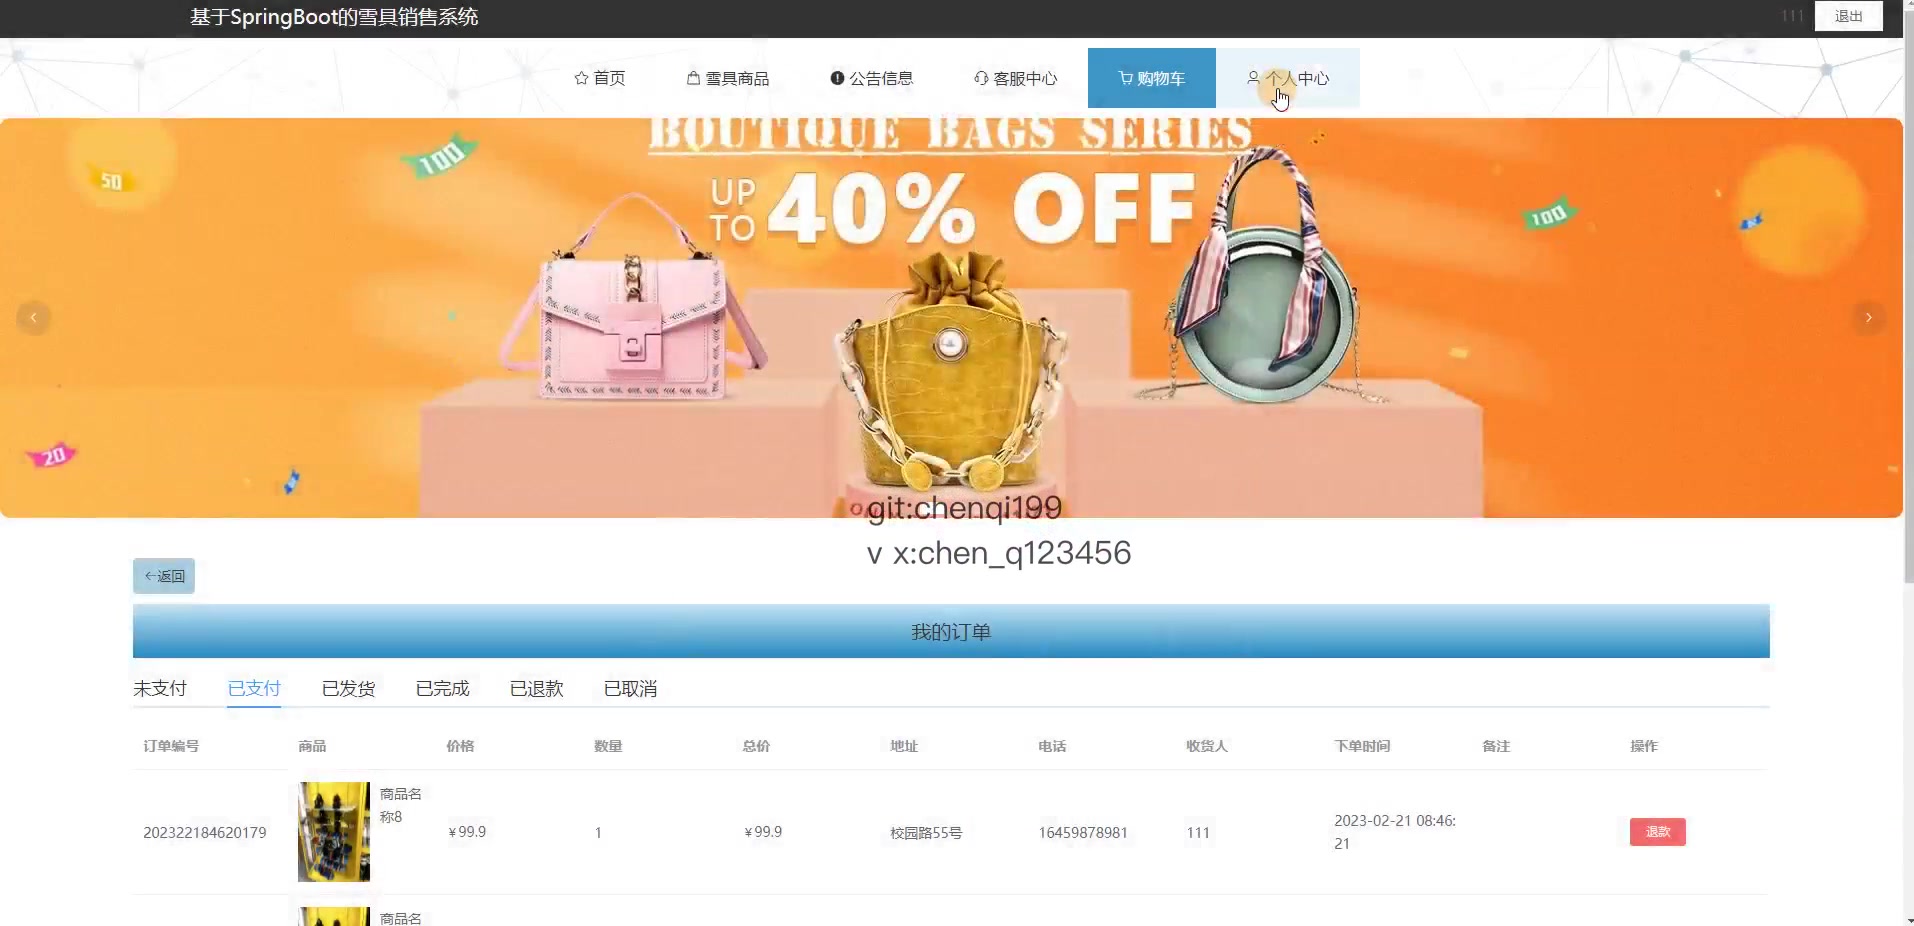 基于SpringBoot的雪具销售系统
111
退出
首页
雪具商品
公告信息
客服中心
购物车
个人中心
BOUTIQUE BAGS SERIES
UP TO 40% OFF
50
100
100
20
git:chenqi199
v x:chen_q123456
←返回
我的订单
未支付 已支付 已发货 已完成 已退款 已取消
订单编号 商品 价格 数量 总价 地址 电话 收货人 下单时间 备注 操作
202322184620179 商品名称8 ￥99.9 1 ￥99.9 校园路55号 16459878981 111 2023-02-21 08:46:21 退款
商品名